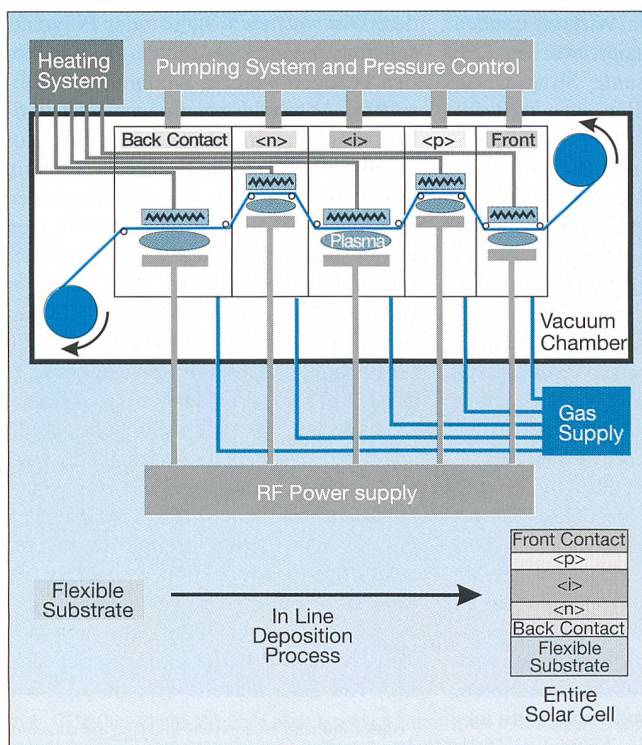 Heating
System
Pumping System and Pressure Control
Back Contact
<n>
<i>
<p>
Front
Plasma
Vacuum
Chamber
Gas
Supply
RF Power supply
Flexible
Substrate
In Line
Deposition
Process
Front Contact
<p>
<i>
<n>
Back Contact
Flexible
Substrate
Entire
Solar Cell